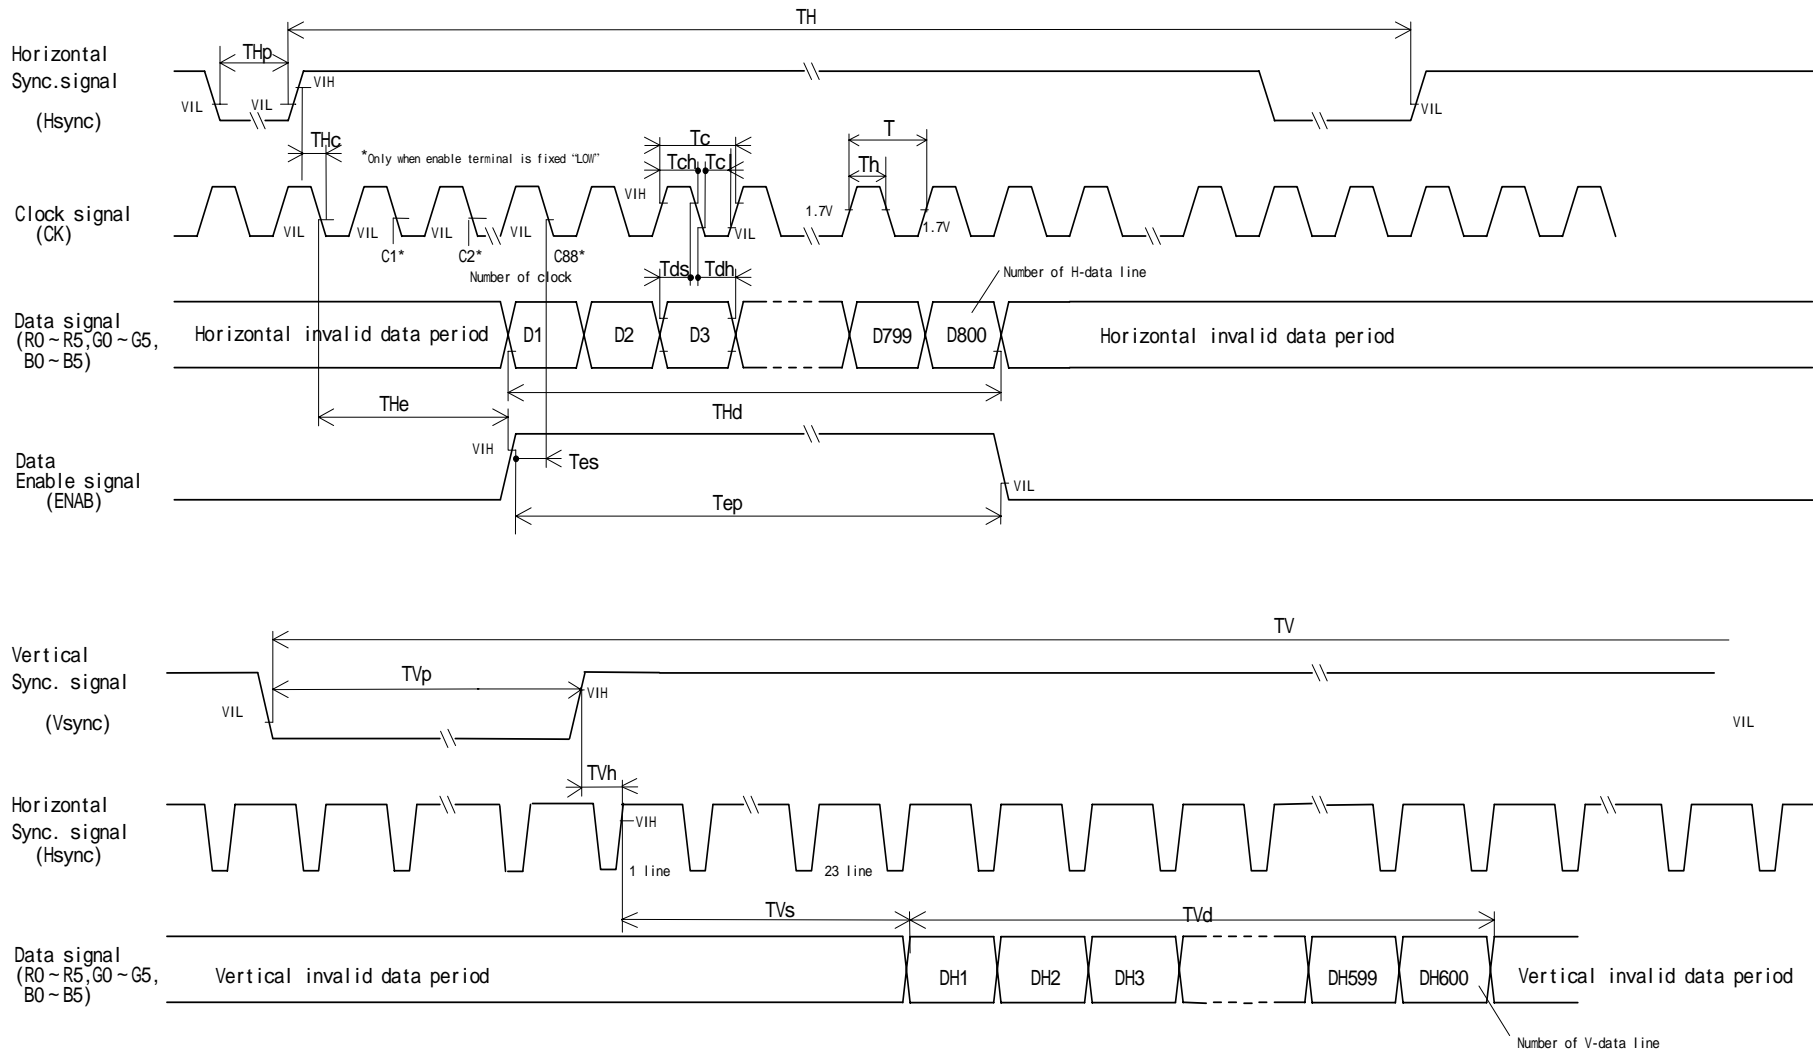 TH
Horizontal
Sync.signal
(Hsync)
THp
VIH
VIL
VIL
VIL
THc
*Only when enable terminal is fixed “LOW”
Tc
Tch
Tcl
T
Th
Clock signal
(CK)
VIH
1.7V
1.7V
VIL
VIL
VIL
VIL
VIL
C1*
C2*
C88*
Number of clock
Tds
Tdh
Number of H-data line
Data signal
(R0~R5,G0~G5,
B0~B5)
Horizontal invalid data period
D1
D2
D3
D799
D800
Horizontal invalid data period
THe
THd
VIH
Data
Enable signal
(ENAB)
Tes
VIL
Tep
TV
Vertical
Sync. signal
(Vsync)
TVp
VIH
VIL
VIL
TVh
Horizontal
Sync. signal
(Hsync)
VIH
1 line
23 line
TVs
TVd
Data signal
(R0~R5,G0~G5,
B0~B5)
Vertical invalid data period
DH1
DH2
DH3
DH599
DH600
Vertical invalid data period
Number of V-data line